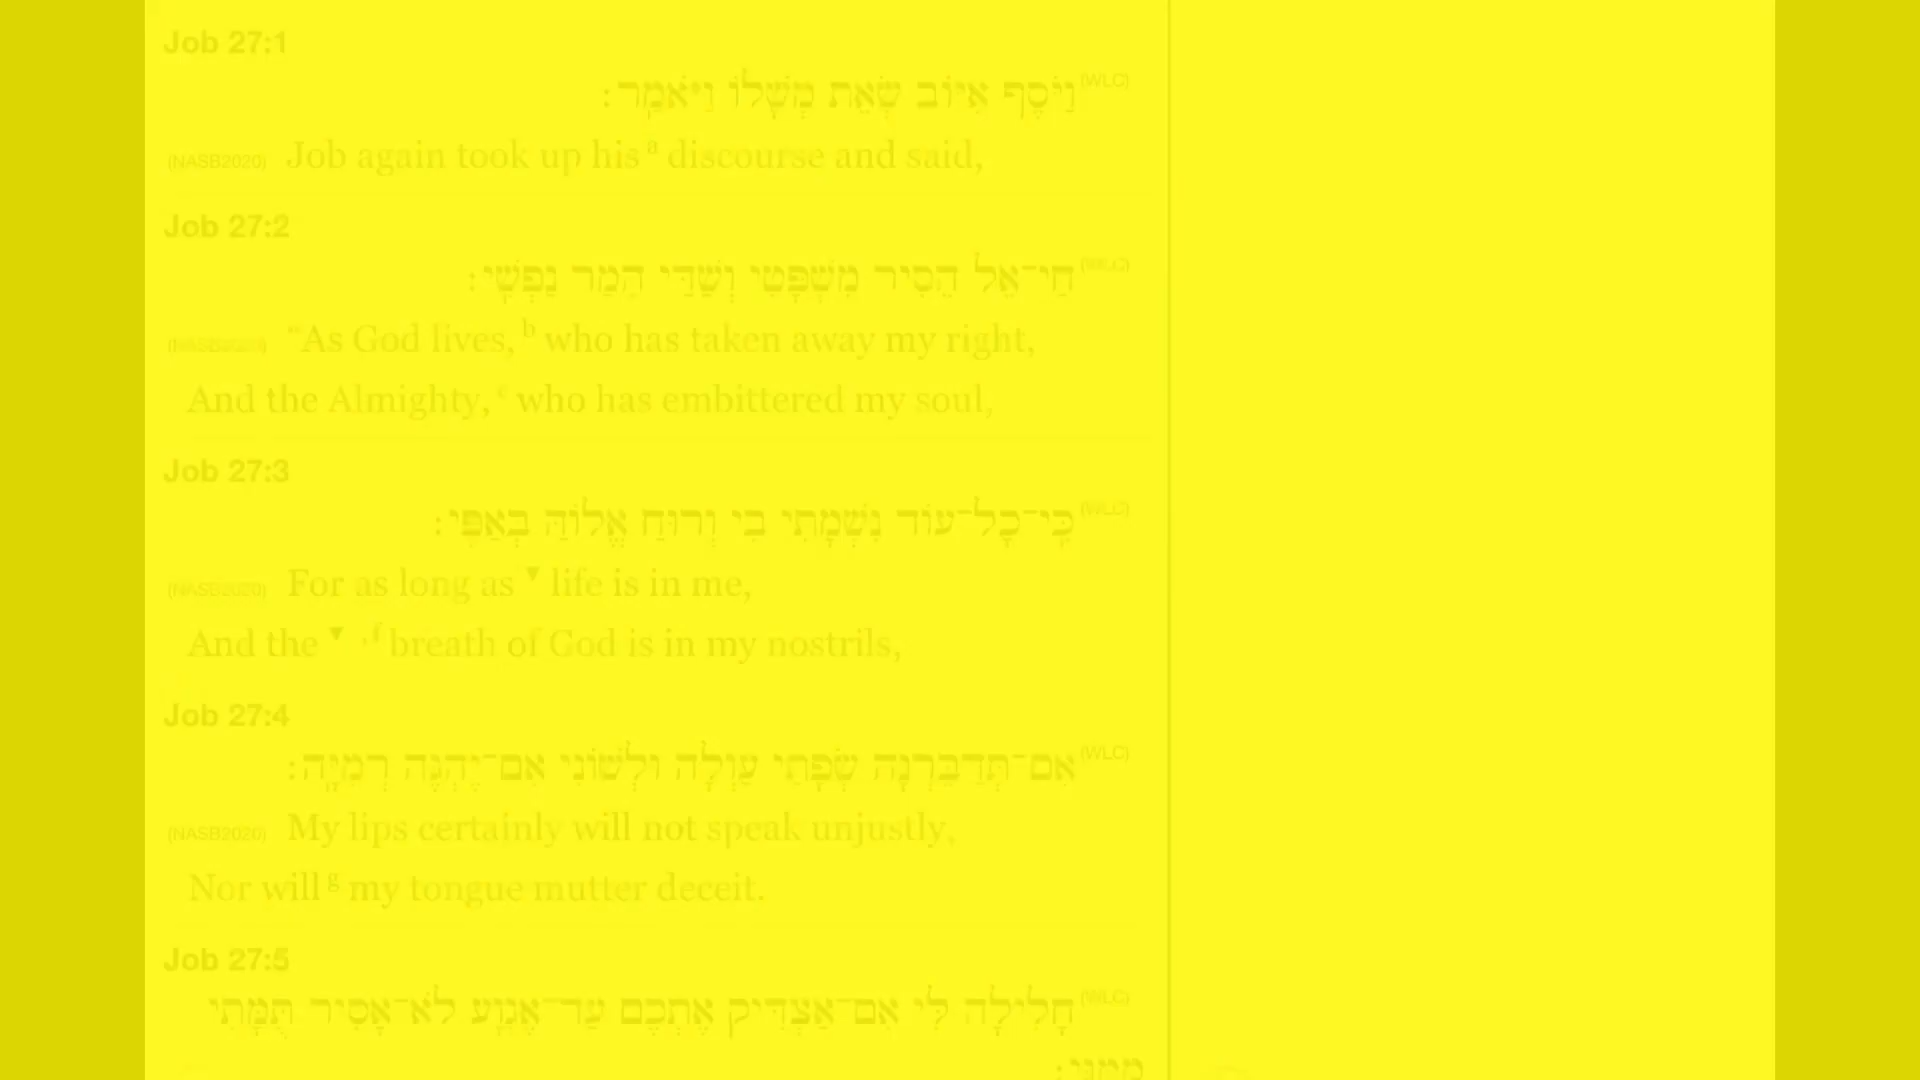 Job 27:1
(WLC) וַיֹּסֶף אִיּוֹב שְׂאֵת מְשָׁלוֹ וַיֹּאמַר׃
(NASB2020) Job again took up his a discourse and said,
Job 27:2
(WLC) חַי־אֵל הֵסִיר מִשְׁפָּטִי וְשַׁדַּי הֵמַר נַפְשִׁי׃
(NASB2020) “As God lives, b who has taken away my right,
And the Almighty, c who has embittered my soul,
Job 27:3
(WLC) כִּי־כָל־עוֹד נִשְׁמָתִי בִי וְרוּחַ אֱלוֹהַּ בְּאַפִּי׃
(NASB2020) For as long as ▼ life is in me,
And the ▼ ,f breath of God is in my nostrils,
Job 27:4
(WLC) אִם־תְּדַבֵּרְנָה שְׂפָתַי עַוְלָה וּלְשׁוֹנִי אִם־יֶהְגֶּה רְמִיָּה׃
(NASB2020) My lips certainly will not speak unjustly,
Nor will g my tongue mutter deceit.
Job 27:5
(WLC) חָלִילָה לִּי אִם־אַצְדִּיק אֶתְכֶם עַד־אֶגְוָע לֹא־אָסִיר תֻּמָּתִי
מִמֶּנִּי׃